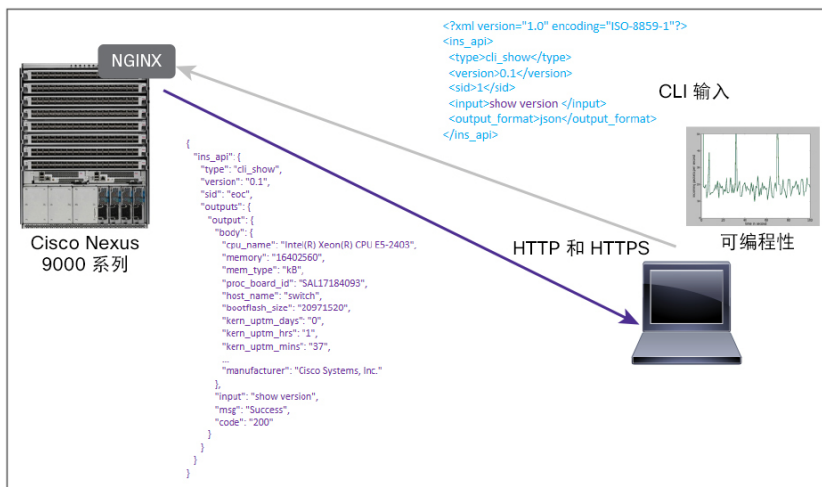 NGINX
Cisco Nexus
9000 系列
<?xml version="1.0" encoding="ISO-8859-1"?>
<ins_api>
<type>cli_show</type>
<version>0.1</version>
<sid>1</sid>
<input>show version </input>
<output_format>json</output_format>
</ins_api>
CLI 输入
可编程性
HTTP 和 HTTPS
{
"ins_api": {
"type": "cli_show",
"version": "0.1",
"sid": "eoc",
"outputs": {
"output": {
"body": {
"cpu_name": "Intel(R) Xeon(R) CPU E5-2403",
"memory": "16402560",
"mem_type": "kB",
"proc_board_id": "SAL17184093",
"host_name": "switch",
"bootflash_size": "20971520",
"kern_uptm_days": "0",
"kern_uptm_hrs": "1",
"kern_uptm_mins": "37",
...
"manufacturer": "Cisco Systems, Inc."
},
"input": "show version",
"msg": "Success",
"code": "200"
}
}
}
}